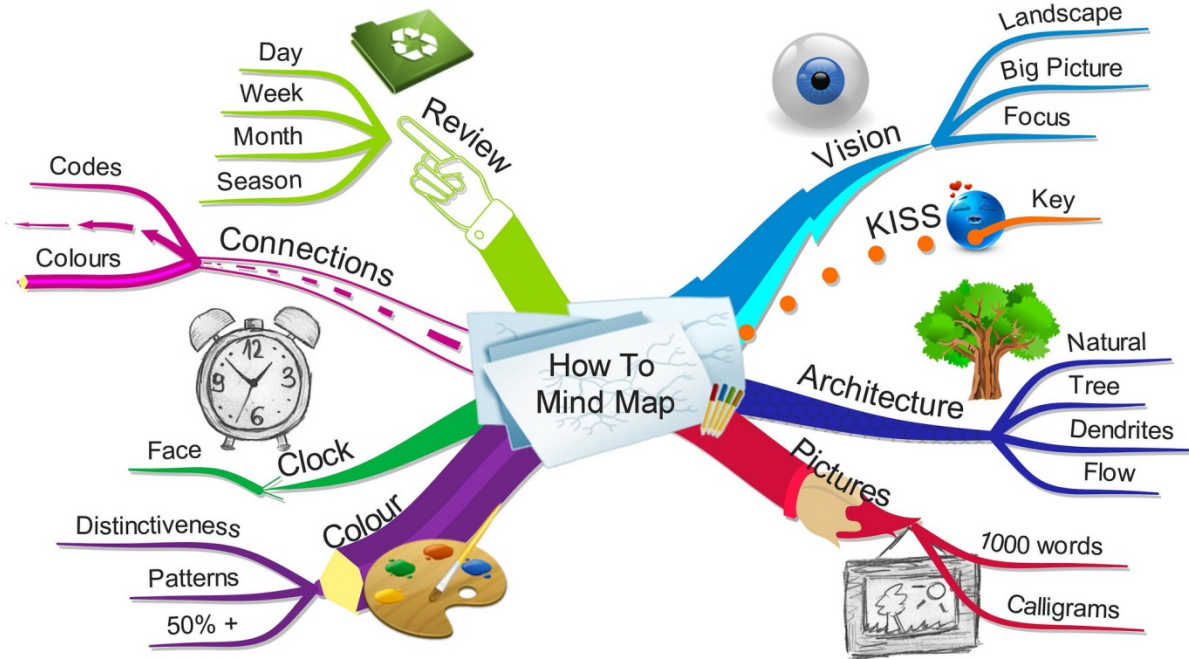 How To
Mind Map
Vision
Landscape
Big Picture
Focus
KISS
Key
Architecture
Natural
Tree
Dendrites
Flow
Pictures
1000 words
Calligrams
Colour
Distinctiveness
Patterns
50% +
Clock
Face
12
3
6
9
Connections
Codes
Colours
Review
Day
Week
Month
Season